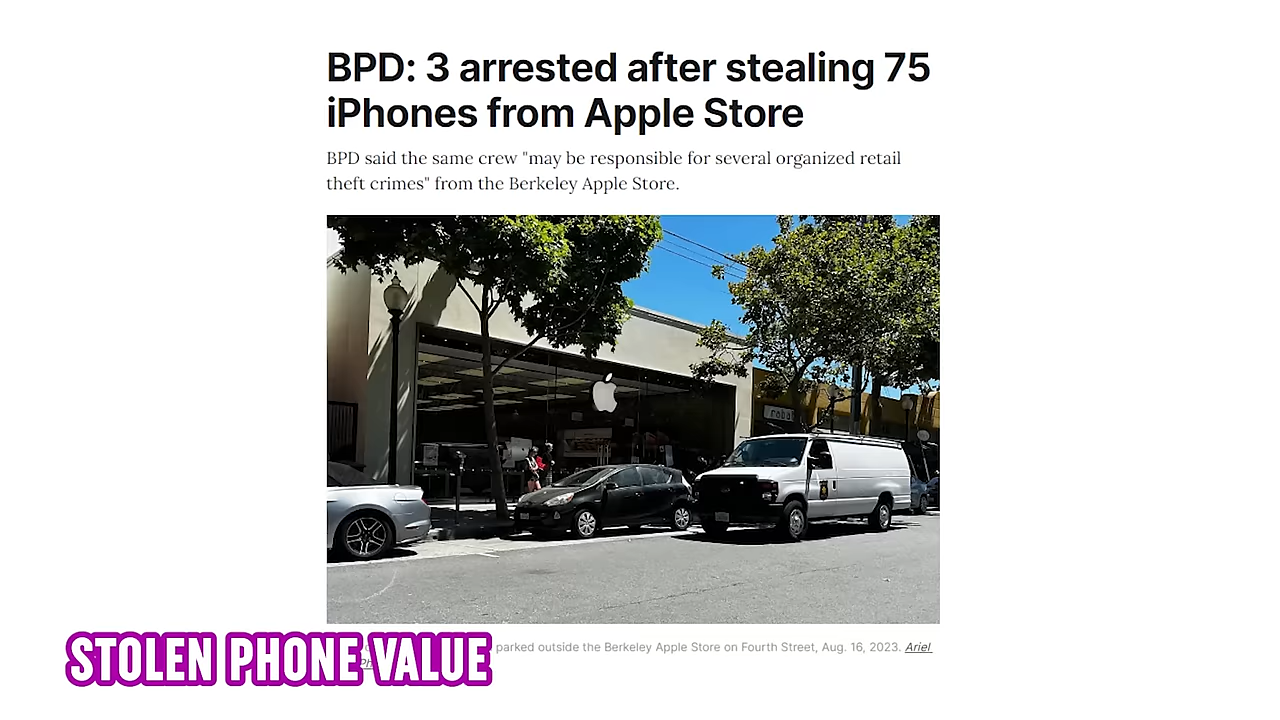 BPD: 3 arrested after stealing 75
iPhones from Apple Store
BPD said the same crew "may be responsible for several organized retail
theft crimes" from the Berkeley Apple Store.
parked outside the Berkeley Apple Store on Fourth Street, Aug. 16, 2023. Ariel
STOLEN PHONE VALUE